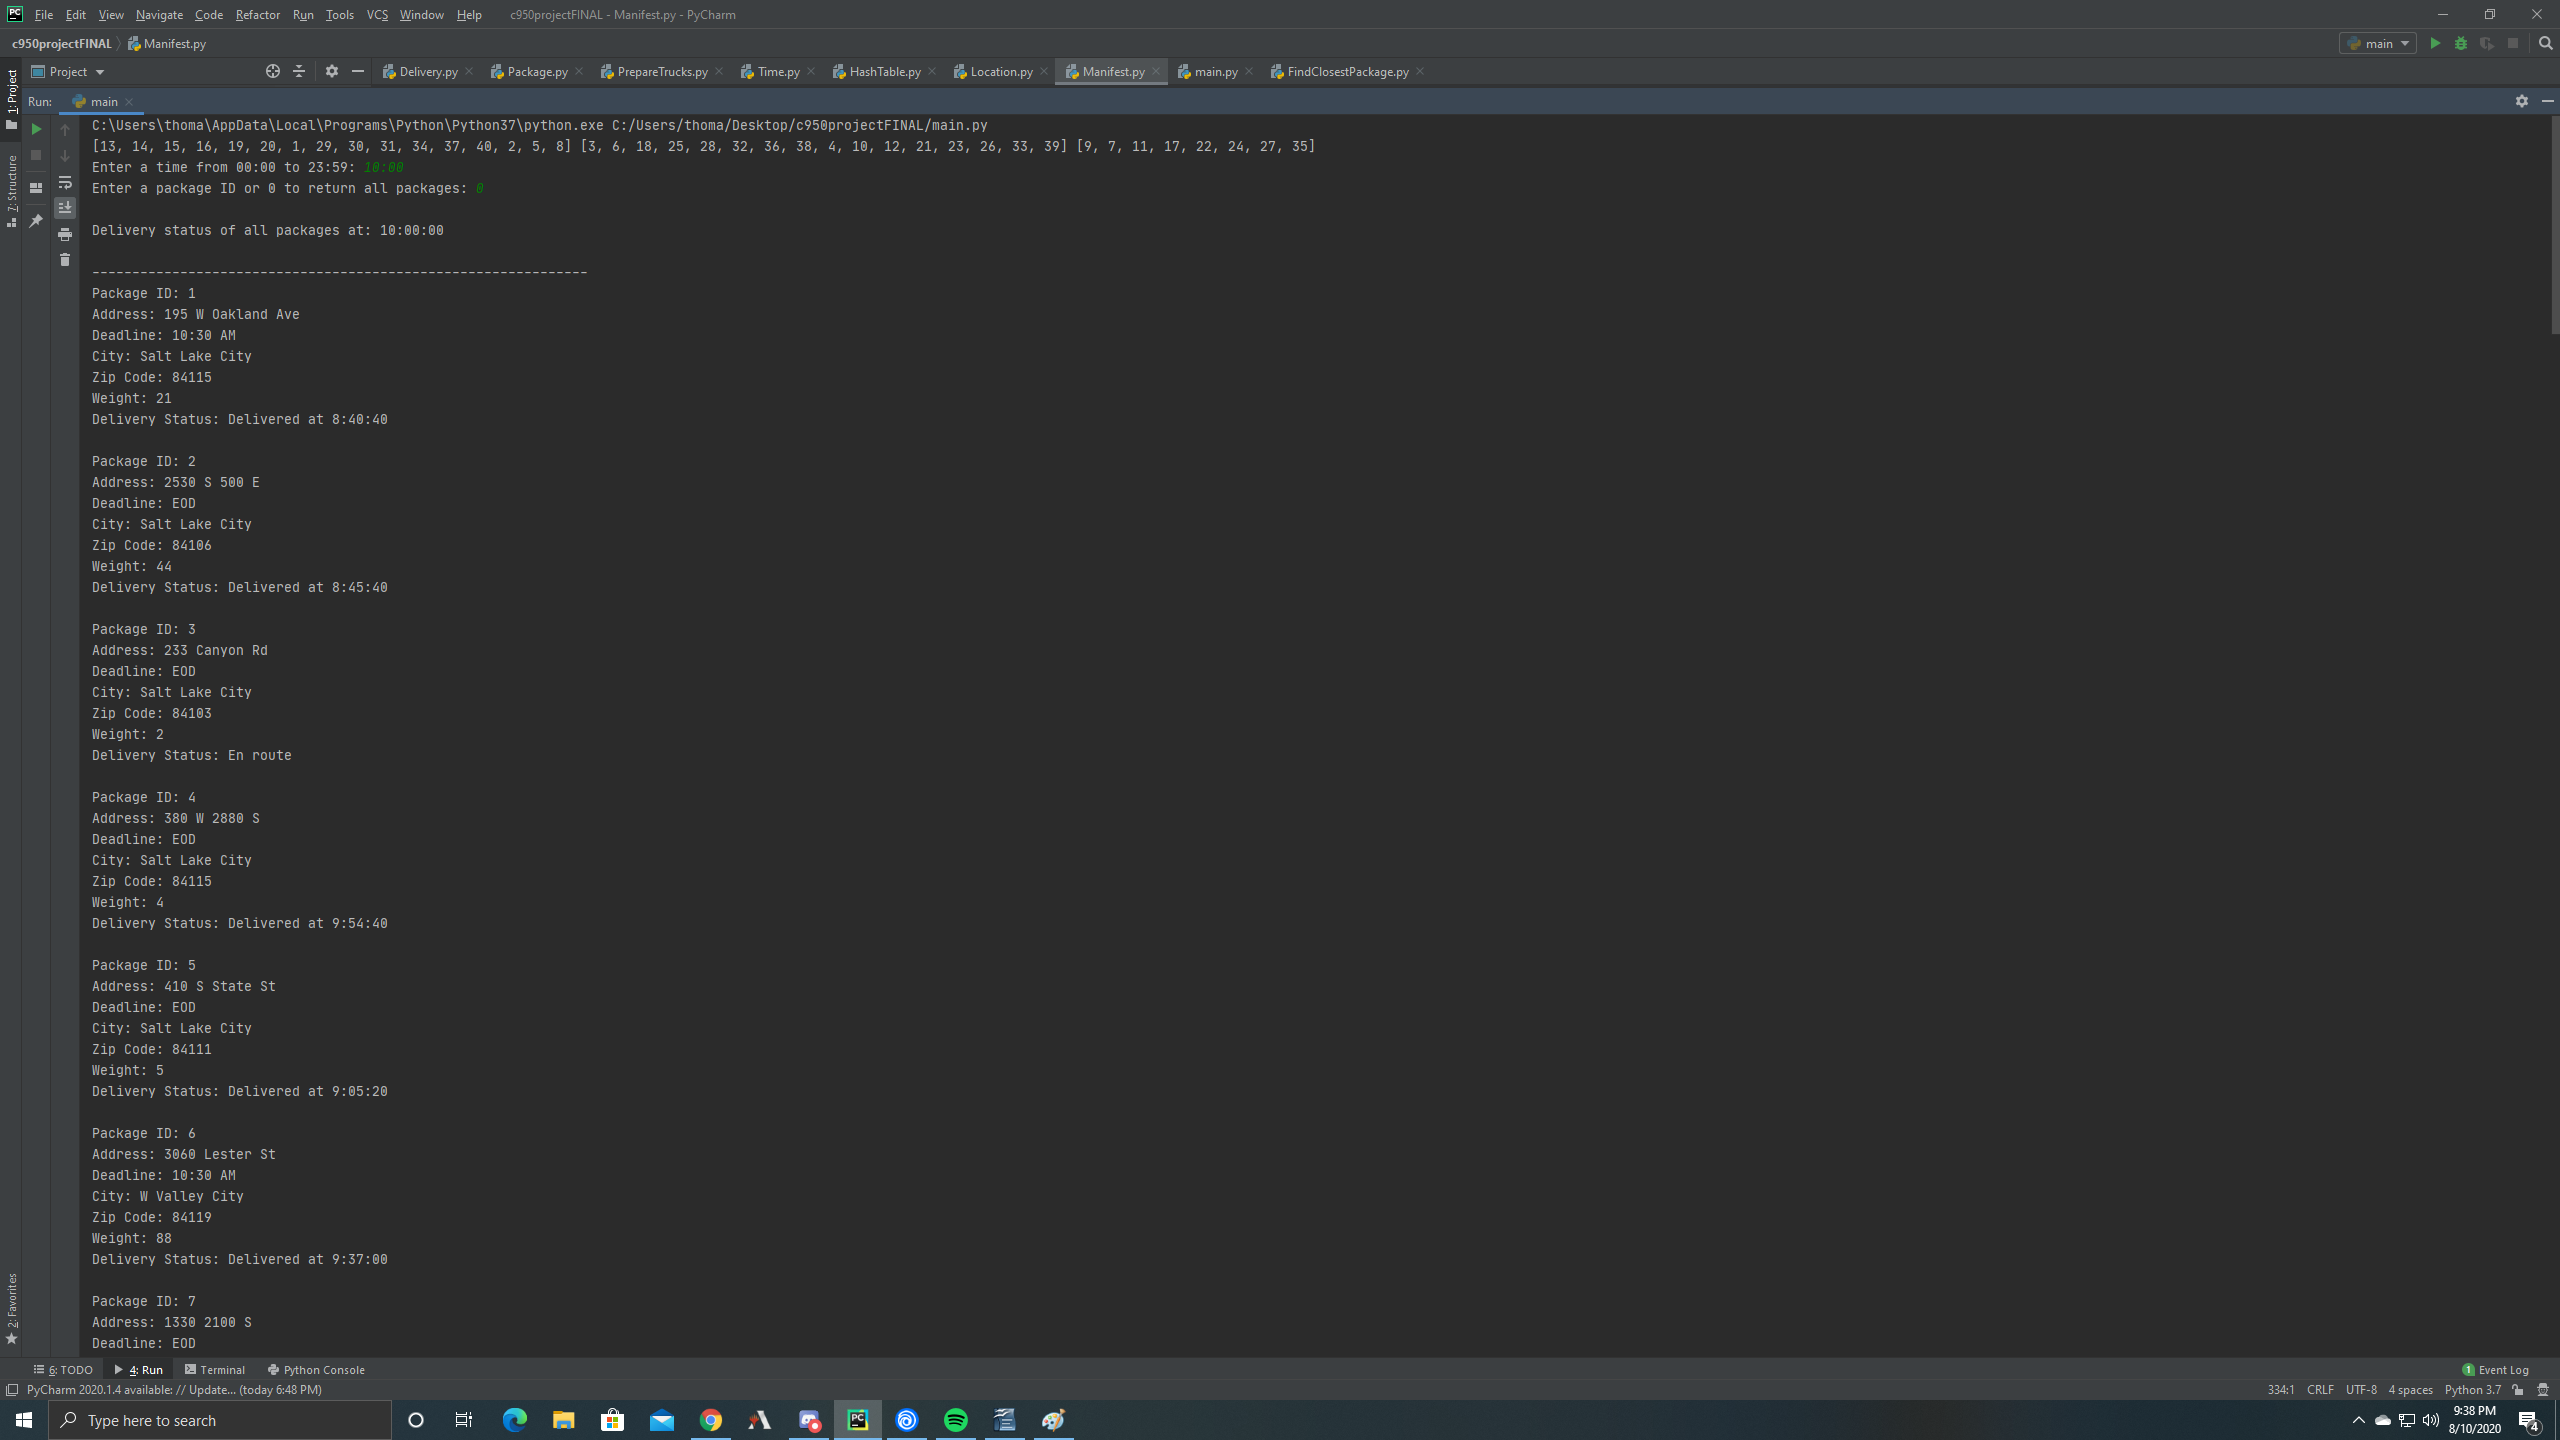 File Edit View Navigate Code Refactor Run Tools VCS Window Help c950projectFINAL - Manifest.py - PyCharm
c950projectFINAL Manifest.py main
Project Delivery.py Package.py PrepareTrucks.py Time.py HashTable.py Location.py Manifest.py main.py FindClosestPackage.py
1: Project
7: Structure
2: Favorites
Run: main
C:\Users\thoma\AppData\Local\Programs\Python\Python37\python.exe C:/Users/thoma/Desktop/c950projectFINAL/main.py
[13, 14, 15, 16, 19, 20, 1, 29, 30, 31, 34, 37, 40, 2, 5, 8] [3, 6, 18, 25, 28, 32, 36, 38, 4, 10, 12, 21, 23, 26, 33, 39] [9, 7, 11, 17, 22, 24, 27, 35]
Enter a time from 00:00 to 23:59: 10:00
Enter a package ID or 0 to return all packages: 0
Delivery status of all packages at: 10:00:00
--------------------------------------------------------------
Package ID: 1
Address: 195 W Oakland Ave
Deadline: 10:30 AM
City: Salt Lake City
Zip Code: 84115
Weight: 21
Delivery Status: Delivered at 8:40:40
Package ID: 2
Address: 2530 S 500 E
Deadline: EOD
City: Salt Lake City
Zip Code: 84106
Weight: 44
Delivery Status: Delivered at 8:45:40
Package ID: 3
Address: 233 Canyon Rd
Deadline: EOD
City: Salt Lake City
Zip Code: 84103
Weight: 2
Delivery Status: En route
Package ID: 4
Address: 380 W 2880 S
Deadline: EOD
City: Salt Lake City
Zip Code: 84115
Weight: 4
Delivery Status: Delivered at 9:54:40
Package ID: 5
Address: 410 S State St
Deadline: EOD
City: Salt Lake City
Zip Code: 84111
Weight: 5
Delivery Status: Delivered at 9:05:20
Package ID: 6
Address: 3060 Lester St
Deadline: 10:30 AM
City: W Valley City
Zip Code: 84119
Weight: 88
Delivery Status: Delivered at 9:37:00
Package ID: 7
Address: 1330 2100 S
Deadline: EOD
6: TODO 4: Run Terminal Python Console 1 Event Log
PyCharm 2020.1.4 available: // Update... (today 6:48 PM) 334:1 CRLF UTF-8 4 spaces Python 3.7
Type here to search
9:38 PM
8/10/2020
4